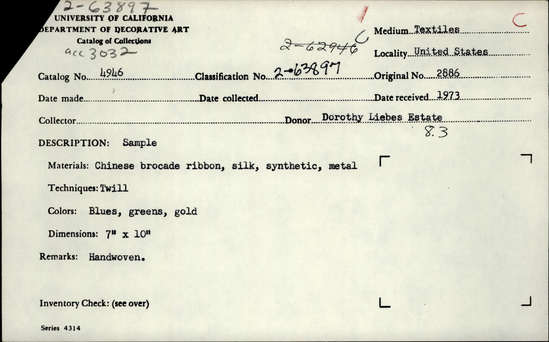 2-63897
UNIVERSITY OF CALIFORNIA
DEPARTMENT OF DECORATIVE ART
Catalog of Collections
acc 3032
2-62946 C
C
Medium Textiles
Locality United States
Catalog No. 4946 Classification No. 2-63897 Original No. 2886
Date made Date collected Date received 1973
Collector Donor Dorothy Liebes Estate
8.3
DESCRIPTION: Sample
Materials: Chinese brocade ribbon, silk, synthetic, metal
Techniques: Twill
Colors: Blues, greens, gold
Dimensions: 7" x 10"
Remarks: Handwoven.
Inventory Check: (see over)
Series 4314